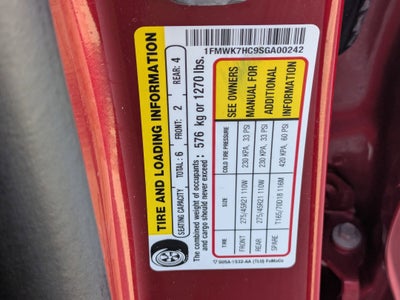 TIRE AND LOADING INFORMATION
SEATING CAPACITY TOTAL: 6 FRONT: 2 REAR: 4
The combined weight of occupants and cargo should never exceed: 576 kg or 1270 lbs.
TIRE SIZE COLD TIRE PRESSURE
FRONT 275/45R21 110W 230 KPA, 33 PSI
REAR 275/45R21 110W 230 KPA, 33 PSI
SPARE T165/70D18 116M 420 KPA, 60 PSI
SEE OWNERS
MANUAL FOR
ADDITIONAL
INFORMATION
1FMWK7HC9SGA00242